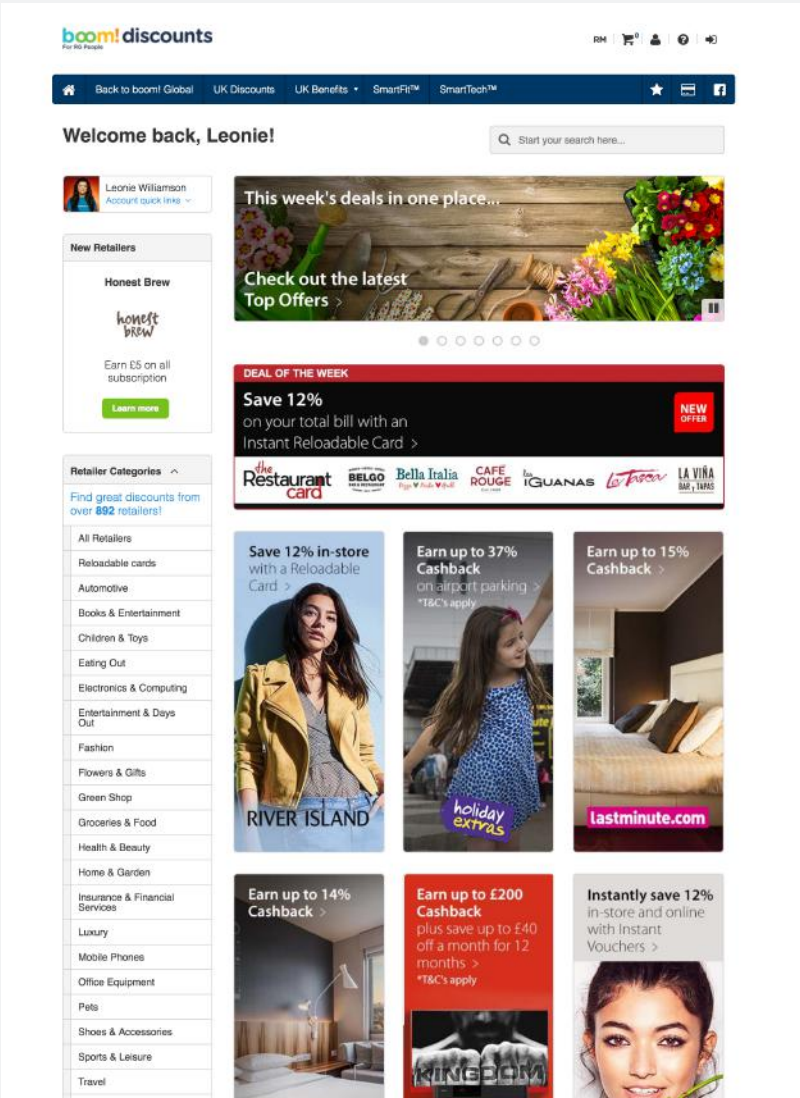 boom! discounts
For RG People
RM
0
Back to boom! Global
UK Discounts
UK Benefits
SmartFit™
SmartTech™
Welcome back, Leonie!
Start your search here...
Leonie Williamson
Account quick links
New Retailers
Honest Brew
honest
brew
Earn £5 on all
subscription
Learn more
Retailer Categories
Find great discounts from
over 892 retailers!
All Retailers
Reloadable cards
Automotive
Books & Entertainment
Children & Toys
Eating Out
Electronics & Computing
Entertainment & Days
Out
Fashion
Flowers & Gifts
Green Shop
Groceries & Food
Health & Beauty
Home & Garden
Insurance & Financial
Services
Luxury
Mobile Phones
Office Equipment
Pets
Shoes & Accessories
Sports & Leisure
Travel
This week's deals in one place...
Check out the latest
Top Offers >
DEAL OF THE WEEK
Save 12%
on your total bill with an
Instant Reloadable Card >
NEW
OFFER
the
Restaurant
card
BELGO
Bella Italia
CAFÉ
ROUGE
las
iGUANAS
La Tasca
LA VIÑA
BAR & TAPAS
Save 12% in-store
with a Reloadable
Card >
RIVER ISLAND
Earn up to 37%
Cashback
on airport parking >
*T&C's apply
holiday
extras
Earn up to 15%
Cashback >
lastminute.com
Earn up to 14%
Cashback >
Earn up to £200
Cashback
plus save up to £40
off a month for 12
months >
*T&C's apply
KINGDOM
Instantly save 12%
in-store and online
with Instant
Vouchers >